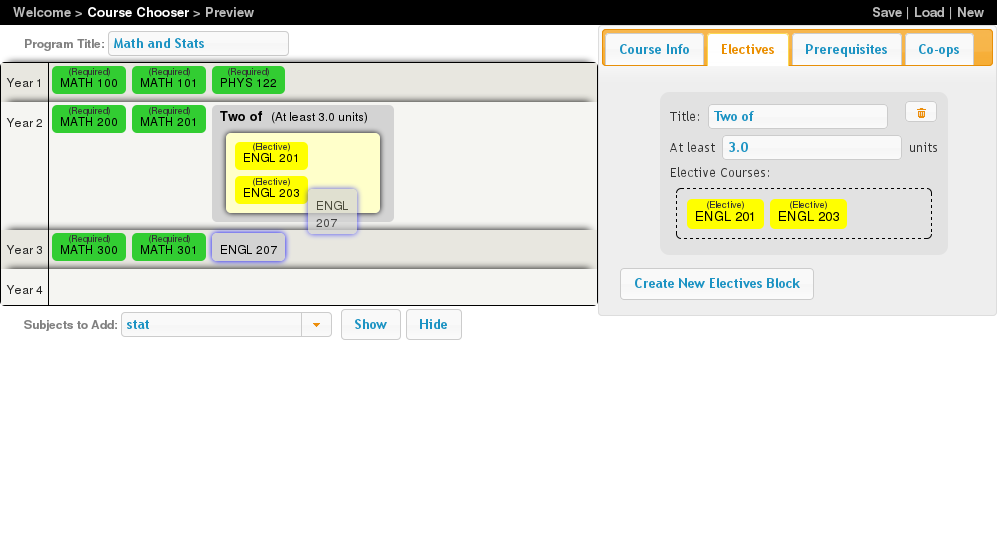 Welcome > Course Chooser > Preview
Save | Load | New
Program Title: Math and Stats
Year 1
(Required)
MATH 100
(Required)
MATH 101
(Required)
PHYS 122
Year 2
(Required)
MATH 200
(Required)
MATH 201
Two of (At least 3.0 units)
(Elective)
ENGL 201
(Elective)
ENGL 203
ENGL
207
Year 3
(Required)
MATH 300
(Required)
MATH 301
ENGL 207
Year 4
Subjects to Add: stat
Show
Hide
Course Info
Electives
Prerequisites
Co-ops
Title: Two of
At least 3.0 units
Elective Courses:
(Elective)
ENGL 201
(Elective)
ENGL 203
Create New Electives Block